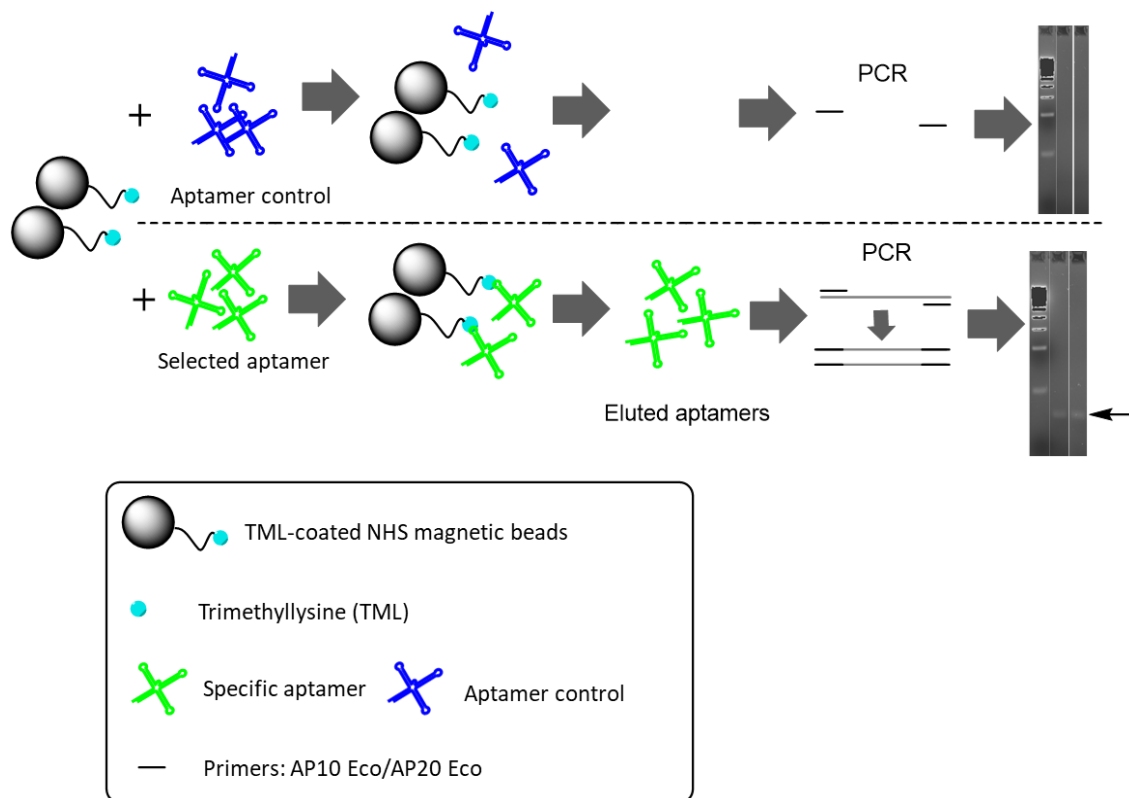 PCR
+
Aptamer control
PCR
+
Selected aptamer
Eluted aptamers
TML-coated NHS magnetic beads
Trimethyllysine (TML)
Specific aptamer
Aptamer control
Primers: AP10 Eco/AP20 Eco